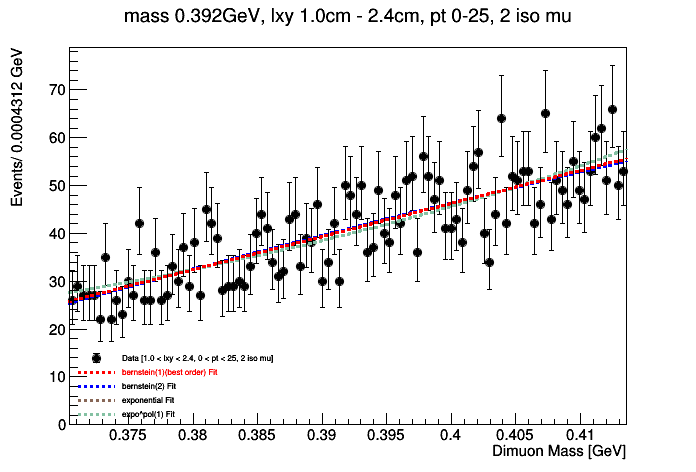 mass 0.392GeV, lxy 1.0cm - 2.4cm, pt 0-25, 2 iso mu
Events/ 0.0004312 GeV
70
60
50
40
30
20
10
0
Data [1.0 < lxy < 2.4, 0 < pt < 25, 2 iso mu]
bernstein(1)(best order) Fit
bernstein(2) Fit
exponential Fit
expo*pol(1) Fit
0.375 0.38 0.385 0.39 0.395 0.4 0.405 0.41
Dimuon Mass [GeV]